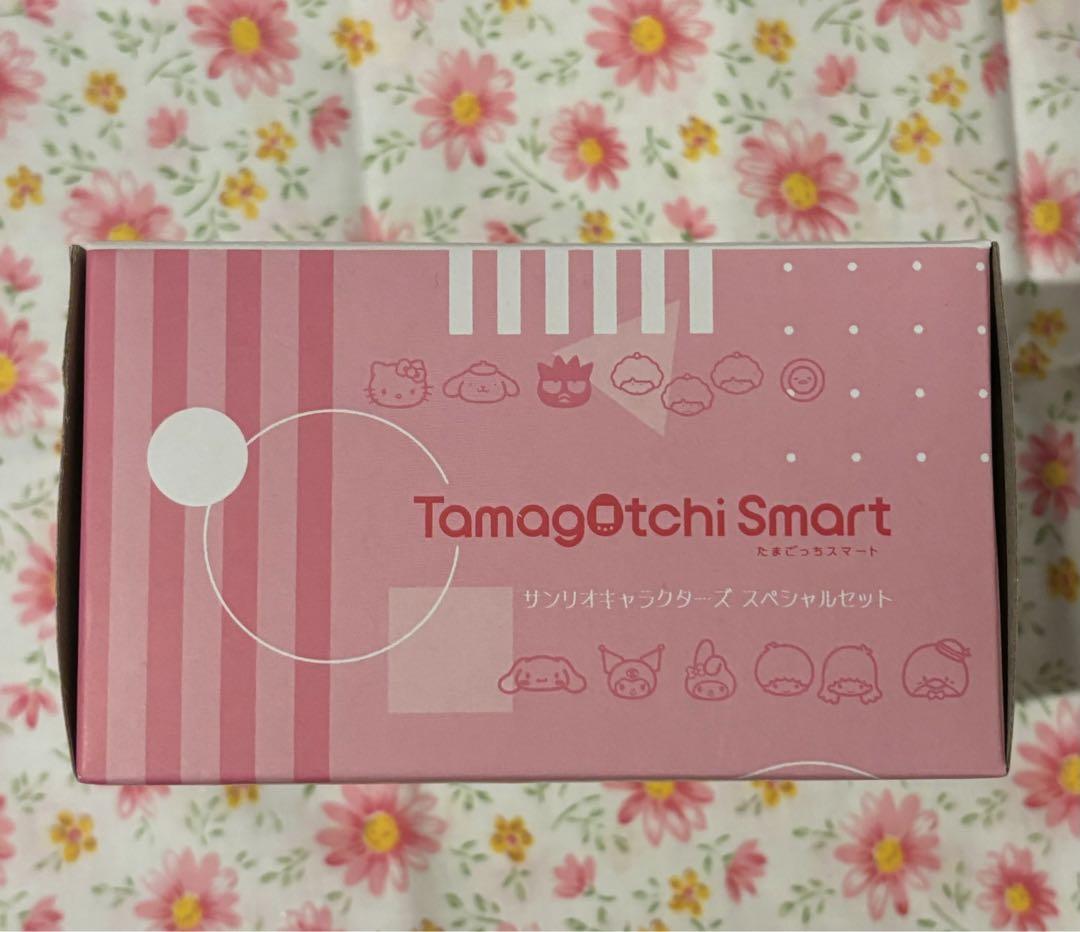 Tamagotchi Smart
たまごっちスマート
サンリオキャラクターズ スペシャルセット